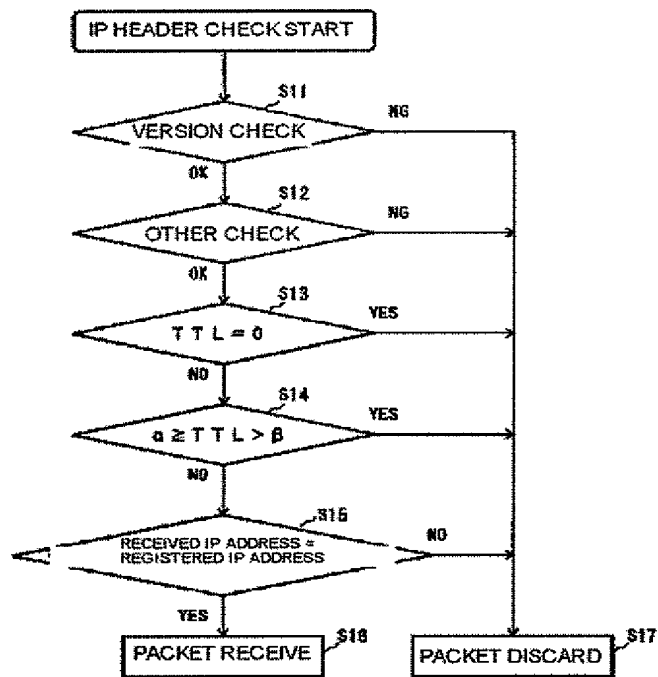 IP HEADER CHECK START
S11
VERSION CHECK
NG
OK
S12
OTHER CHECK
NG
OK
S13
T T L = 0
YES
NO
S14
α ≥ T T L > β
YES
NO
S15
RECEIVED IP ADDRESS =
REGISTERED IP ADDRESS
NO
YES
PACKET RECEIVE
S16
PACKET DISCARD
S17